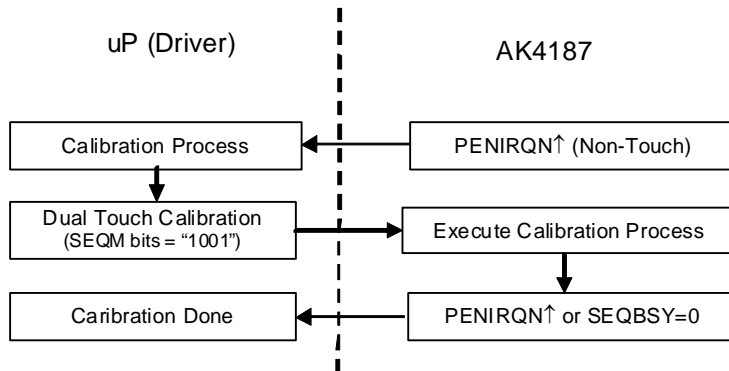 uP (Driver)
AK4187
Calibration Process
PENIRQN↑ (Non-Touch)
Dual Touch Calibration
(SEQM bits = “1001”)
Execute Calibration Process
Caribration Done
PENIRQN↑ or SEQBSY=0